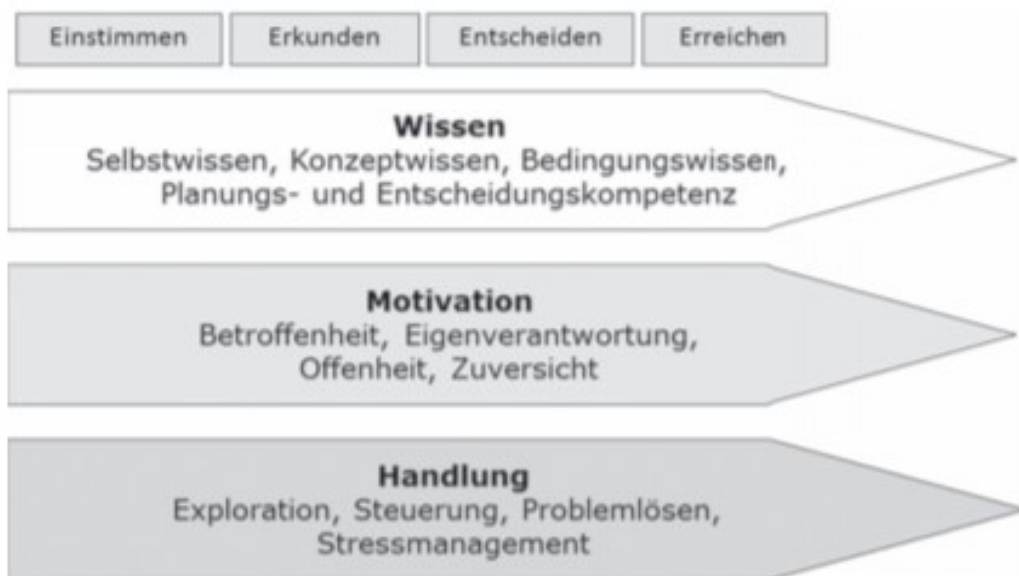 Einstimmen Erkunden Entscheiden Erreichen
Wissen
Selbstwissen, Konzeptwissen, Bedingungswissen,
Planungs- und Entscheidungskompetenz
Motivation
Betroffenheit, Eigenverantwortung,
Offenheit, Zuversicht
Handlung
Exploration, Steuerung, Problemlösen,
Stressmanagement